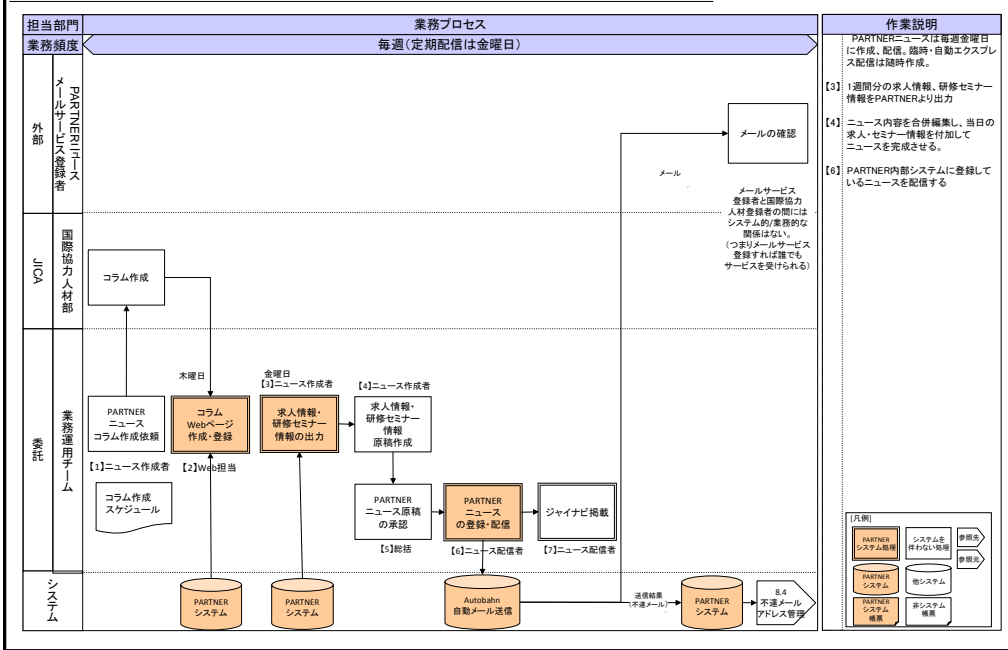 担当部門
業務プロセス
作業説明
業務頻度
毎週(定期配信は金曜日)
外部
PARTNERニュース
メールサービス登録者
JICA
国際協力人材部
委託
業務運用チーム
システム
メールの確認
メール
メールサービス
登録者と国際協力
人材登録者の間には
システム的/業務的な
関係はない。
(つまりメールサービス
登録すれば誰でも
サービスを受けられる)
コラム作成
木曜日
金曜日
【3】ニュース作成者
【4】ニュース作成者
PARTNER
ニュース
コラム作成依頼
コラム
Webページ
作成・登録
求人情報・
研修セミナー
情報の出力
求人情報・
研修セミナー
情報
原稿作成
【1】ニュース作成者
【2】Web担当
コラム作成
スケジュール
PARTNER
ニュース原稿
の承認
PARTNER
ニュース
の登録・配信
ジャイナビ掲載
【5】総括
【6】ニュース配信者
【7】ニュース配信者
PARTNER
システム
PARTNER
システム
Autobahn
自動メール送信
送信結果
(不達メール)
PARTNER
システム
8.4
不達メール
アドレス管理
PARTNERニュースは毎週金曜日
に作成、配信。臨時・自動エクスプレ
ス配信は随時作成。
【3】 1週間分の求人情報、研修セミナー
情報をPARTNERより出力
【4】 ニュース内容を合併編集し、当日の
求人・セミナー情報を付加して
ニュースを完成させる。
【6】 PARTNER内部システムに登録して
いるニュースを配信する
[凡例]
PARTNER
システム処理
システムを
伴わない処理
参照先
参照元
PARTNER
システム
他システム
PARTNER
システム
帳票
非システム
帳票